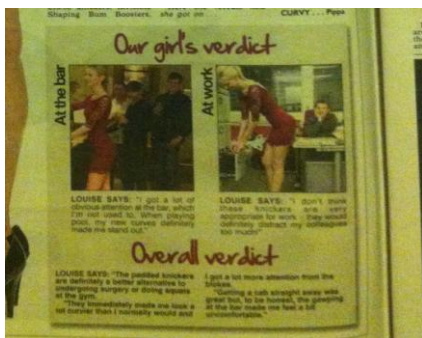 Shaping Bum Boosters, she got on
CURVY . . . Pippa
Our girl's verdict
At the bar
At work
LOUISE SAYS: "I got a lot of
obvious attention at the bar, which
I'm not used to. When playing
pool, my new curves definitely
made me stand out."
LOUISE SAYS: "I don't think
these knickers are very
appropriate for work - they would
definitely distract my colleagues
too much!"
Overall verdict
LOUISE SAYS: "The padded knickers
are definitely a better alternative to
undergoing surgery or doing squats
at the gym.
"They immediately made me look a
lot curvier than I normally would and
I got a lot more attention from the
blokes.
"Getting a cab straight away was
great but, to be honest, the gawping
at the bar made me feel a bit
uncomfortable."